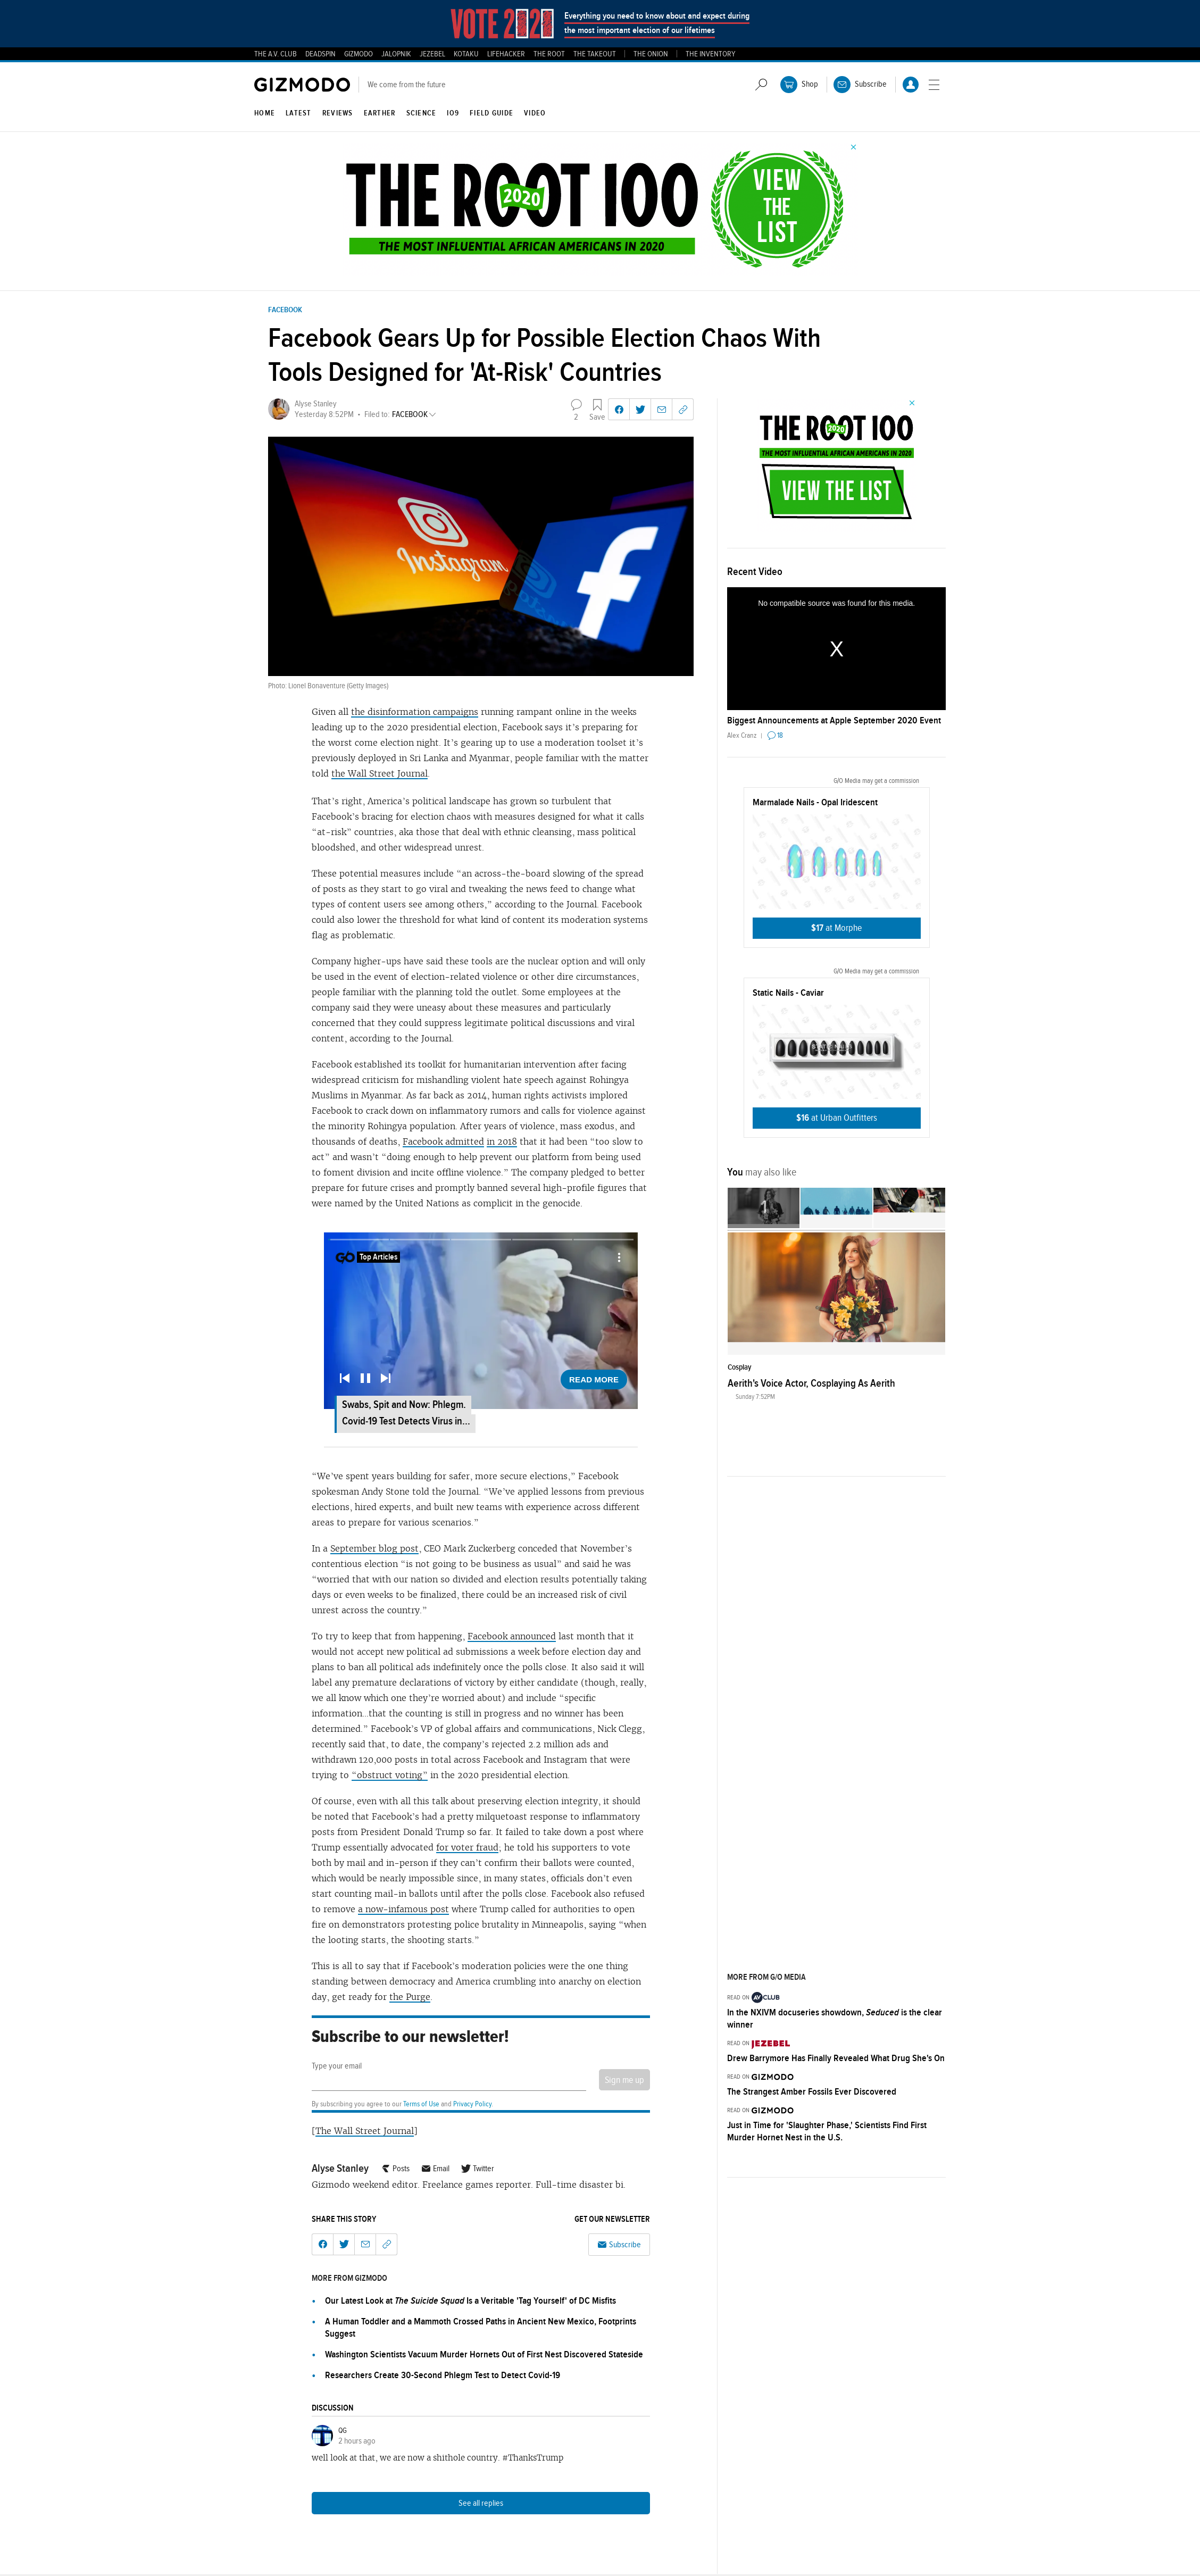 VOTE 2020
Everything you need to know about and expect during
the most important election of our lifetimes
THE A.V. CLUB DEADSPIN GIZMODO JALOPNIK JEZEBEL KOTAKU LIFEHACKER THE ROOT THE TAKEOUT | THE ONION | THE INVENTORY
GIZMODO We come from the future Shop Subscribe
HOME LATEST REVIEWS EARTHER SCIENCE IO9 FIELD GUIDE VIDEO
THE ROOT 100
2020
THE MOST INFLUENTIAL AFRICAN AMERICANS IN 2020
VIEW
THE
LIST
FACEBOOK
Facebook Gears Up for Possible Election Chaos With
Tools Designed for 'At-Risk' Countries
Alyse Stanley
Yesterday 8:52PM • Filed to: FACEBOOK
2 Save
Instagram
Photo: Lionel Bonaventure (Getty Images)
Given all the disinformation campaigns running rampant online in the weeks
leading up to the 2020 presidential election, Facebook says it's preparing for
the worst come election night. It's gearing up to use a moderation toolset it's
previously deployed in Sri Lanka and Myanmar, people familiar with the matter
told the Wall Street Journal.
That's right, America's political landscape has grown so turbulent that
Facebook's bracing for election chaos with measures designed for what it calls
“at-risk” countries, aka those that deal with ethnic cleansing, mass political
bloodshed, and other widespread unrest.
These potential measures include “an across-the-board slowing of the spread
of posts as they start to go viral and tweaking the news feed to change what
types of content users see among others,” according to the Journal. Facebook
could also lower the threshold for what kind of content its moderation systems
flag as problematic.
Company higher-ups have said these tools are the nuclear option and will only
be used in the event of election-related violence or other dire circumstances,
people familiar with the planning told the outlet. Some employees at the
company said they were uneasy about these measures and particularly
concerned that they could suppress legitimate political discussions and viral
content, according to the Journal.
Facebook established its toolkit for humanitarian intervention after facing
widespread criticism for mishandling violent hate speech against Rohingya
Muslims in Myanmar. As far back as 2014, human rights activists implored
Facebook to crack down on inflammatory rumors and calls for violence against
the minority Rohingya population. After years of violence, mass exodus, and
thousands of deaths, Facebook admitted in 2018 that it had been “too slow to
act” and wasn't “doing enough to help prevent our platform from being used
to foment division and incite offline violence.” The company pledged to better
prepare for future crises and promptly banned several high-profile figures that
were named by the United Nations as complicit in the genocide.
GO Top Articles
READ MORE
Swabs, Spit and Now: Phlegm.
Covid-19 Test Detects Virus in...
“We've spent years building for safer, more secure elections,” Facebook
spokesman Andy Stone told the Journal. “We've applied lessons from previous
elections, hired experts, and built new teams with experience across different
areas to prepare for various scenarios.”
In a September blog post, CEO Mark Zuckerberg conceded that November's
contentious election “is not going to be business as usual” and said he was
“worried that with our nation so divided and election results potentially taking
days or even weeks to be finalized, there could be an increased risk of civil
unrest across the country.”
To try to keep that from happening, Facebook announced last month that it
would not accept new political ad submissions a week before election day and
plans to ban all political ads indefinitely once the polls close. It also said it will
label any premature declarations of victory by either candidate (though, really,
we all know which one they're worried about) and include “specific
information...that the counting is still in progress and no winner has been
determined.” Facebook's VP of global affairs and communications, Nick Clegg,
recently said that, to date, the company's rejected 2.2 million ads and
withdrawn 120,000 posts in total across Facebook and Instagram that were
trying to “obstruct voting” in the 2020 presidential election.
Of course, even with all this talk about preserving election integrity, it should
be noted that Facebook's had a pretty milquetoast response to inflammatory
posts from President Donald Trump so far. It failed to take down a post where
Trump essentially advocated for voter fraud; he told his supporters to vote
both by mail and in-person if they can't confirm their ballots were counted,
which would be nearly impossible since, in many states, officials don't even
start counting mail-in ballots until after the polls close. Facebook also refused
to remove a now-infamous post where Trump called for authorities to open
fire on demonstrators protesting police brutality in Minneapolis, saying “when
the looting starts, the shooting starts.”
This is all to say that if Facebook's moderation policies were the one thing
standing between democracy and America crumbling into anarchy on election
day, get ready for the Purge.
Subscribe to our newsletter!
Type your email
Sign me up
By subscribing you agree to our Terms of Use and Privacy Policy.
[The Wall Street Journal]
Alyse Stanley Posts Email Twitter
Gizmodo weekend editor. Freelance games reporter. Full-time disaster bi.
SHARE THIS STORY GET OUR NEWSLETTER
Subscribe
MORE FROM GIZMODO
• Our Latest Look at The Suicide Squad Is a Veritable 'Tag Yourself' of DC Misfits
• A Human Toddler and a Mammoth Crossed Paths in Ancient New Mexico, Footprints
Suggest
• Washington Scientists Vacuum Murder Hornets Out of First Nest Discovered Stateside
• Researchers Create 30-Second Phlegm Test to Detect Covid-19
DISCUSSION
QG
2 hours ago
well look at that, we are now a shithole country. #ThanksTrump
See all replies
THE ROOT 100
2020
THE MOST INFLUENTIAL AFRICAN AMERICANS IN 2020
VIEW THE LIST
Recent Video
No compatible source was found for this media.
X
Biggest Announcements at Apple September 2020 Event
Alex Cranz | 18
G/O Media may get a commission
Marmalade Nails - Opal Iridescent
$17 at Morphe
G/O Media may get a commission
Static Nails - Caviar
$16 at Urban Outfitters
You may also like
Cosplay
Aerith's Voice Actor, Cosplaying As Aerith
Sunday 7:52PM
MORE FROM G/O MEDIA
READ ON AV CLUB
In the NXIVM docuseries showdown, Seduced is the clear
winner
READ ON JEZEBEL
Drew Barrymore Has Finally Revealed What Drug She's On
READ ON GIZMODO
The Strangest Amber Fossils Ever Discovered
READ ON GIZMODO
Just in Time for 'Slaughter Phase,' Scientists Find First
Murder Hornet Nest in the U.S.